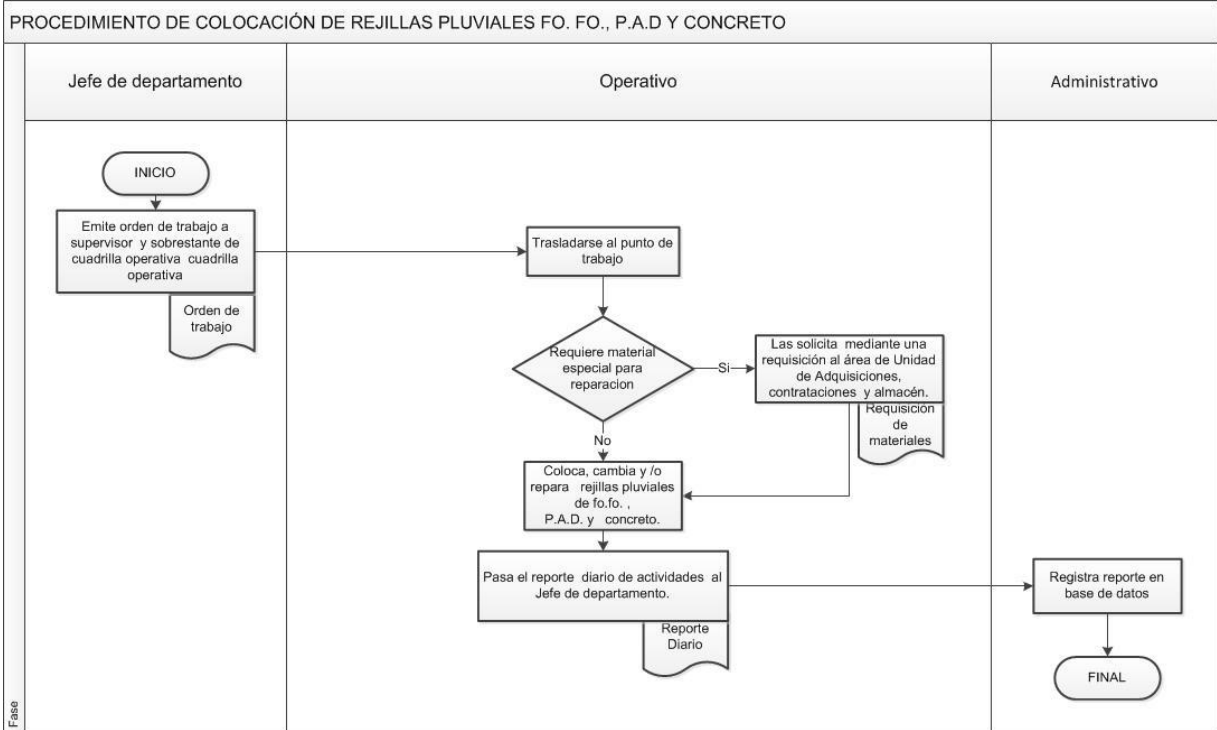 PROCEDIMIENTO DE COLOCACIÓN DE REJILLAS PLUVIALES FO. FO., P.A.D Y CONCRETO
Jefe de departamento
Operativo
Administrativo
INICIO
Emite orden de trabajo a
supervisor y sobrestante de
cuadrilla operativa cuadrilla
operativa
Orden de
trabajo
Trasladarse al punto de
trabajo
Requiere material
especial para
reparacion
Si
Las solicita mediante una
requisición al área de Unidad
de Adquisiciones,
contrataciones y almacén.
Requisición
de
materiales
No
Coloca, cambia y /o
repara rejillas pluviales
de fo.fo. ,
P.A.D. y concreto.
Pasa el reporte diario de actividades al
Jefe de departamento.
Reporte
Diario
Registra reporte en
base de datos
FINAL
Fase